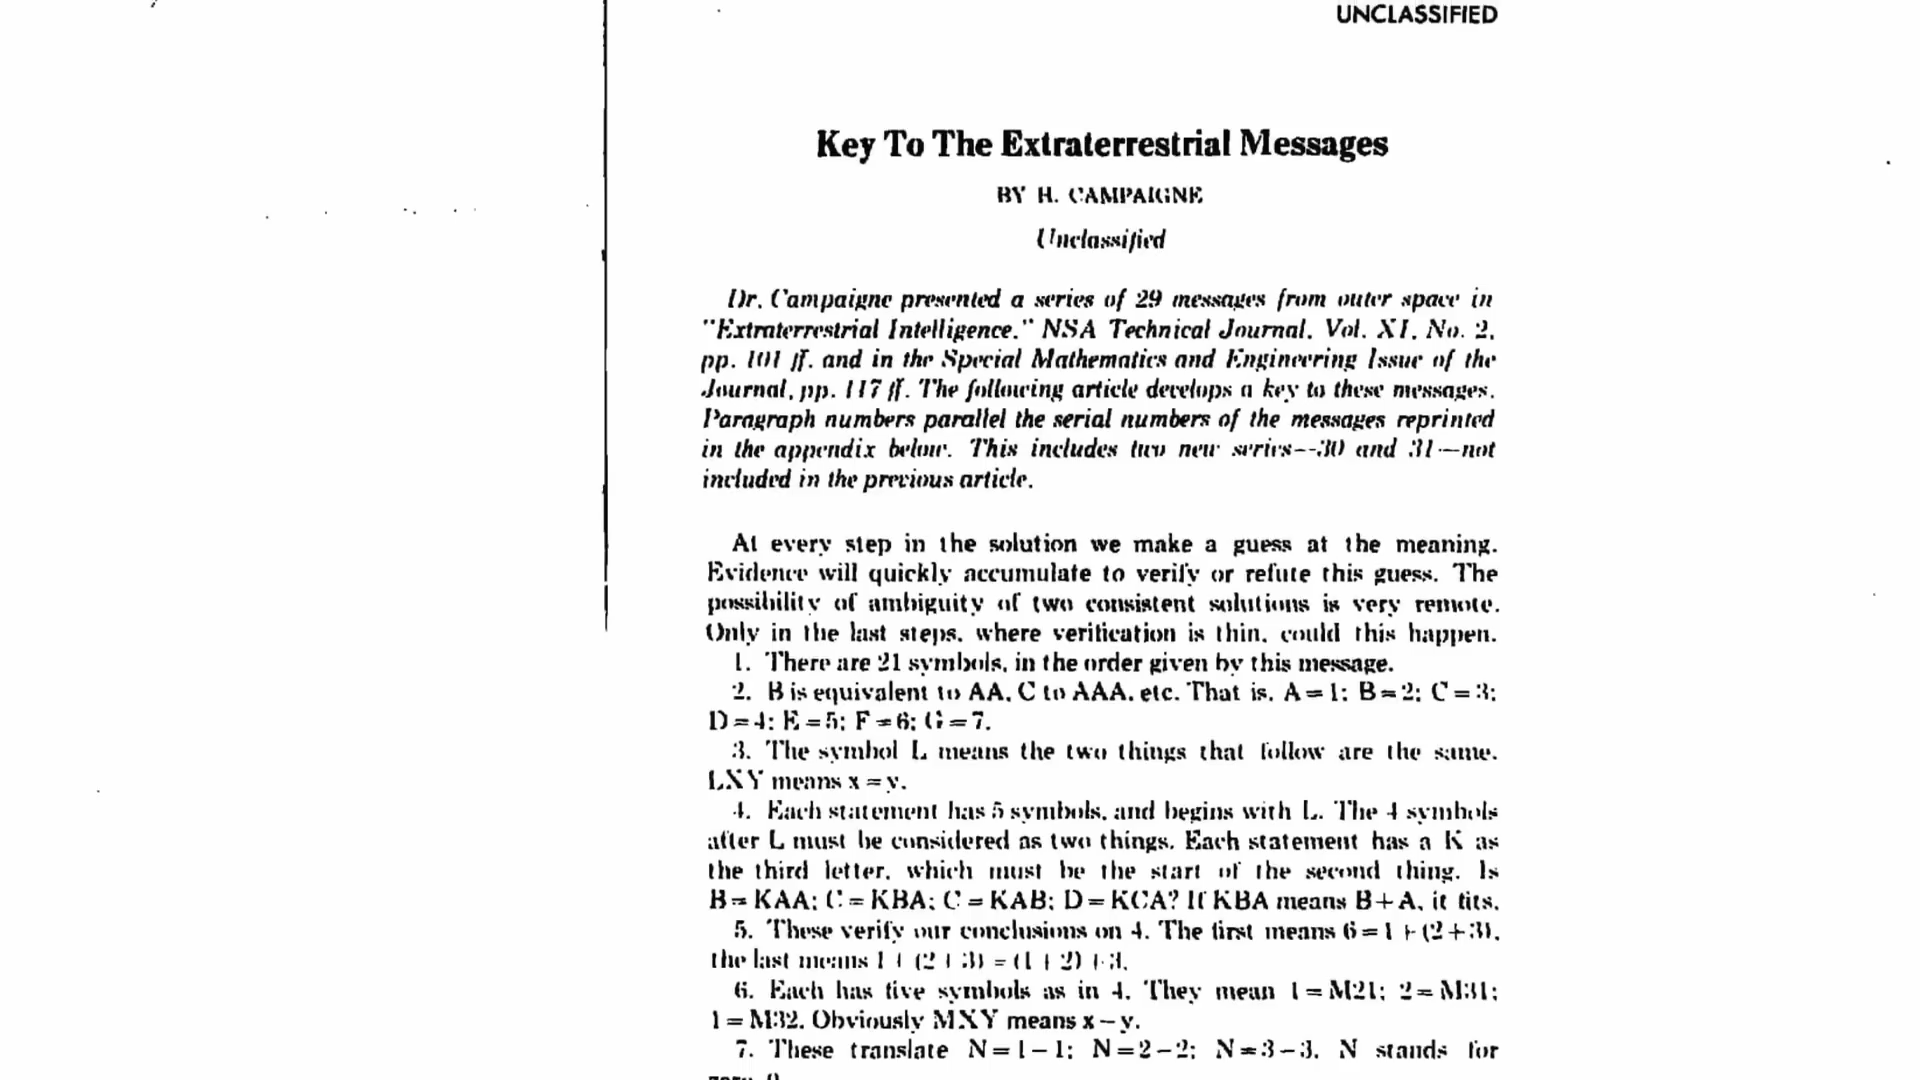 UNCLASSIFIED
Key To The Extraterrestrial Messages
BY H. CAMPAIGNE
Unclassified
Dr. Campaigne presented a series of 29 messages from outer space in
"Extraterrestrial Intelligence." NSA Technical Journal. Vol. XI, No. 2,
pp. 101 ff. and in the Special Mathematics and Engineering Issue of the
Journal, pp. 117 ff. The following article develops a key to these messages.
Paragraph numbers parallel the serial numbers of the messages reprinted
in the appendix below. This includes two new series--30 and 31--not
included in the previous article.
At every step in the solution we make a guess at the meaning.
Evidence will quickly accumulate to verify or refute this guess. The
possibility of ambiguity of two consistent solutions is very remote.
Only in the last steps, where verification is thin, could this happen.
1. There are 21 symbols, in the order given by this message.
2. B is equivalent to AA, C to AAA, etc. That is, A=1; B=2; C=3;
D=4; E=5; F=6; G=7.
3. The symbol L means the two things that follow are the same.
LXY means x=y.
4. Each statement has 5 symbols, and begins with L. The 4 symbols
after L must be considered as two things. Each statement has a K as
the third letter, which must be the start of the second thing. Is
B=KAA; C=KBA; C=KAB; D=KCA? If KBA means B+A, it fits.
5. These verify our conclusions on 4. The first means 6=1+(2+3),
the last means 1+(2+3)=(1+2)+3.
6. Each has five symbols as in 4. They mean 1=M21; 2=M31;
1=M32. Obviously MXY means x-y.
7. These translate N=1-1; N=2-2; N=3-3. N stands for